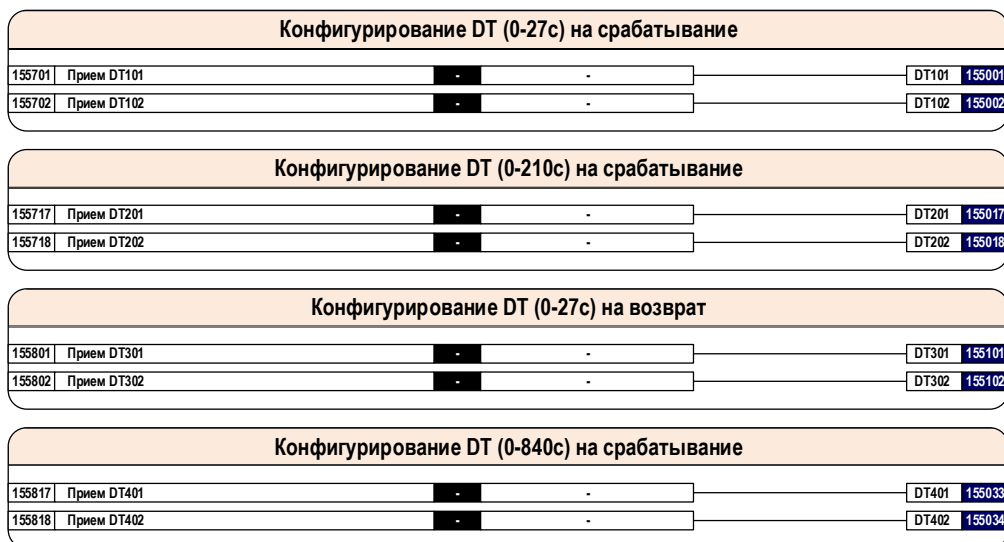 Конфигурирование DT (0-27с) на срабатывание
155701 Прием DT101 - - DT101 155001
155702 Прием DT102 - - DT102 155002
Конфигурирование DT (0-210с) на срабатывание
155717 Прием DT201 - - DT201 155017
155718 Прием DT202 - - DT202 155018
Конфигурирование DT (0-27с) на возврат
155801 Прием DT301 - - DT301 155101
155802 Прием DT302 - - DT302 155102
Конфигурирование DT (0-840с) на срабатывание
155817 Прием DT401 - - DT401 155033
155818 Прием DT402 - - DT402 155034